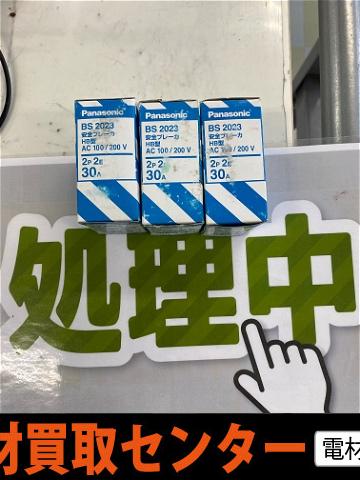 Panasonic
BS 2023
安全ブレーカ
HB型
AC 100/200 V
2P 2E
30A
Panasonic
BS 2023
安全ブレーカ
HB型
AC 100/200 V
2P 2E
30A
Panasonic
BS 2023
安全ブレーカ
HB型
AC 100/200 V
2P 2E
30A
処理中
材買取センター 電材